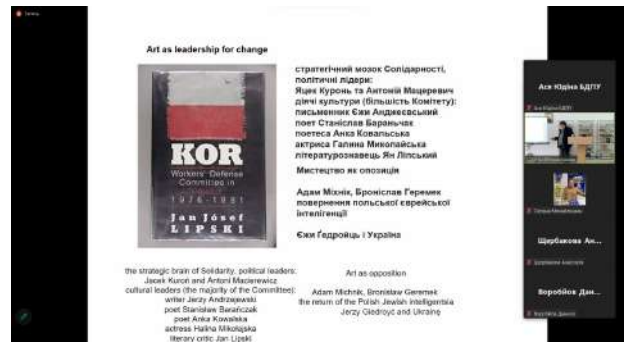 Art as leadership for change
стратегічний мозок Солідарності,
політичні лідери:
Яцек Куронь та Антоній Мацеревич
діячі культури (більшість Комітету):
письменник Єжи Анджеєвський
поет Станіслав Бараньчак
поетеса Анка Ковальська
актриса Галина Миколайська
літературознавець Ян Ліпський
Мистецтво як опозиція
Адам Міхнік, Броніслав Геремек
повернення польської єврейської
інтелігенції
Єжи Ґедройць і Україна
KOR
Workers' Defense
Committee in
1976-1981
Jan Józef
LIPSKI
the strategic brain of Solidarity, political leaders:
Jacek Kuroń and Antoni Macierewicz
cultural leaders (the majority of the Committee):
writer Jerzy Andrzejewski
poet Stanisław Barańczak
poet Anka Kowalska
actress Halina Mikołajska
literary critic Jan Lipski
Art as opposition
Adam Michnik, Bronisław Geremek
the return of the Polish Jewish intelligentsia
Jerzy Giedroyć and Ukraine
Ася Юдіна БДПУ
Ася Юдіна БДПУ
Щербакова Ан...
Воробйов Дан...